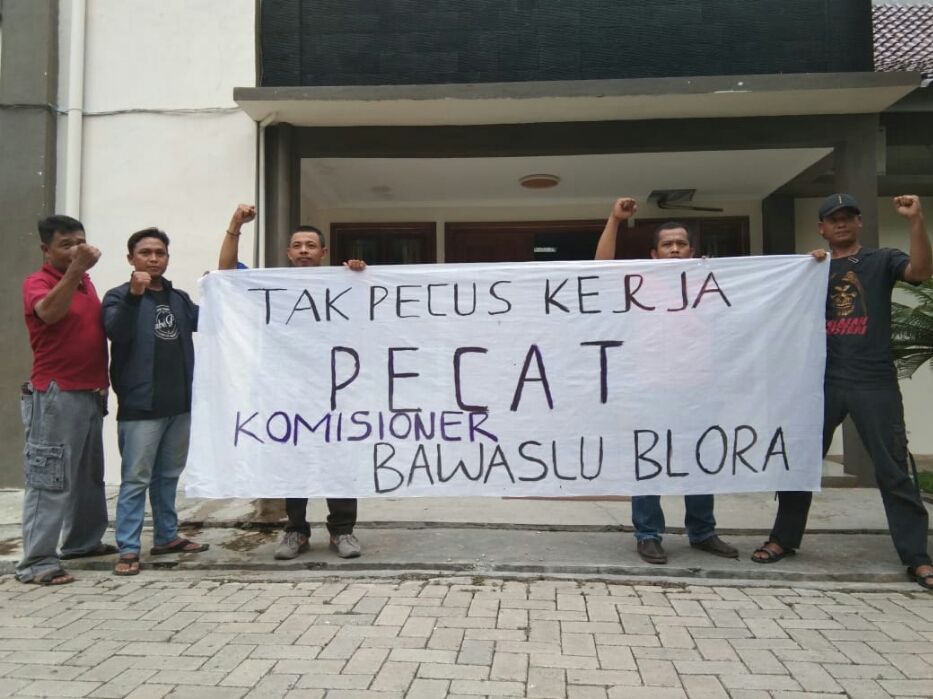 TAK PECUS KERJA
PECAT
KOMISIONER
BAWASLU BLORA